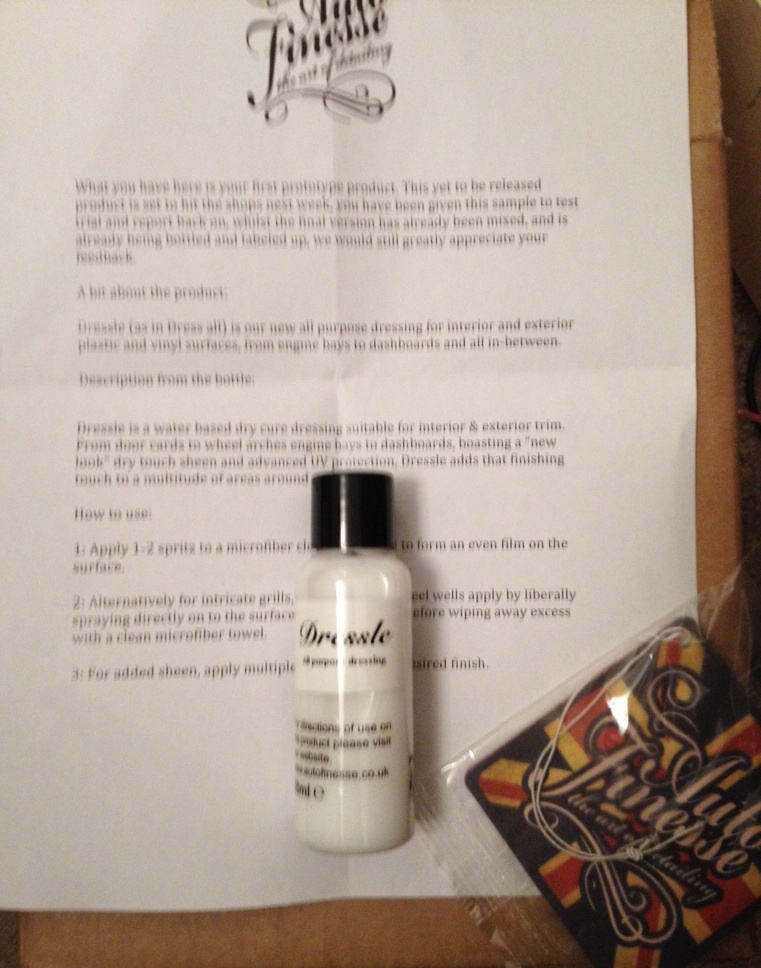 Auto
Finesse
the art of detailing
What you have here is your first prototype product. This yet to be released
product is set to hit the shops next week, you have been given this sample to test
trial and report back on, whilst the final version has already been mixed, and is
already being bottled and labeled up, we would still greatly appreciate your
feedback.
A bit about the product:
Dressle (as in Dress all) is our new all purpose dressing for interior and exterior
plastic and vinyl surfaces, from engine bays to dashboards and all in-between.
Description from the bottle:
Dressle is a water based dry cure dressing suitable for interior & exterior trim.
From door cards to wheel arches engine bays to dashboards, boasting a "new
look" dry touch sheen and advanced UV protection, Dressle adds that finishing
touch to a multitude of areas around
How to use:
1: Apply 1-2 spritz to a microfiber cl to form an even film on the
surface.
2: Alternatively for intricate grills, eel wells apply by liberally
spraying directly on to the surface efore wiping away excess
with a clean microfiber towel.
3: For added sheen, apply multiple sired finish.
Dressle
All purpose dressing
directions of use on
product please visit
website.
autofinesse.co.uk
ml e
Auto
Finesse
the art of detailing